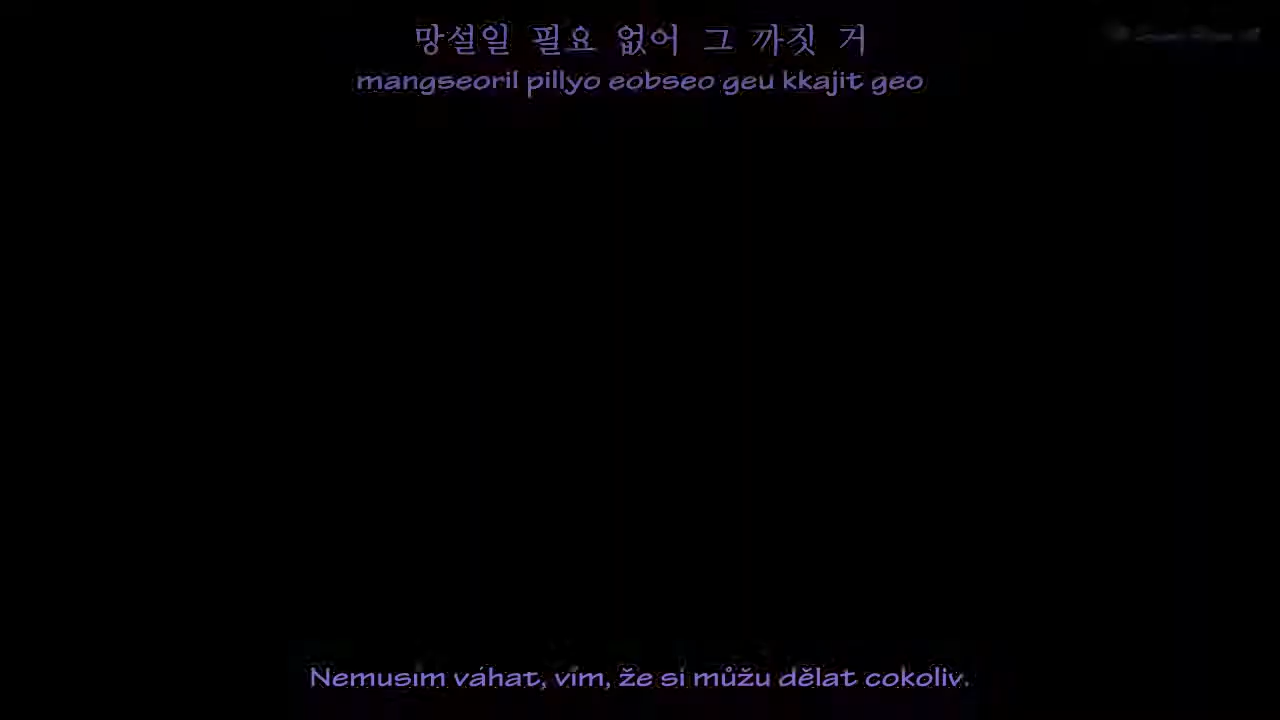 망설일 필요 없어 그 까짓 거
mangseoril pillyo eobseo geu kkajit geo
Nemusím váhat, vím, že si můžu dělat cokoliv.